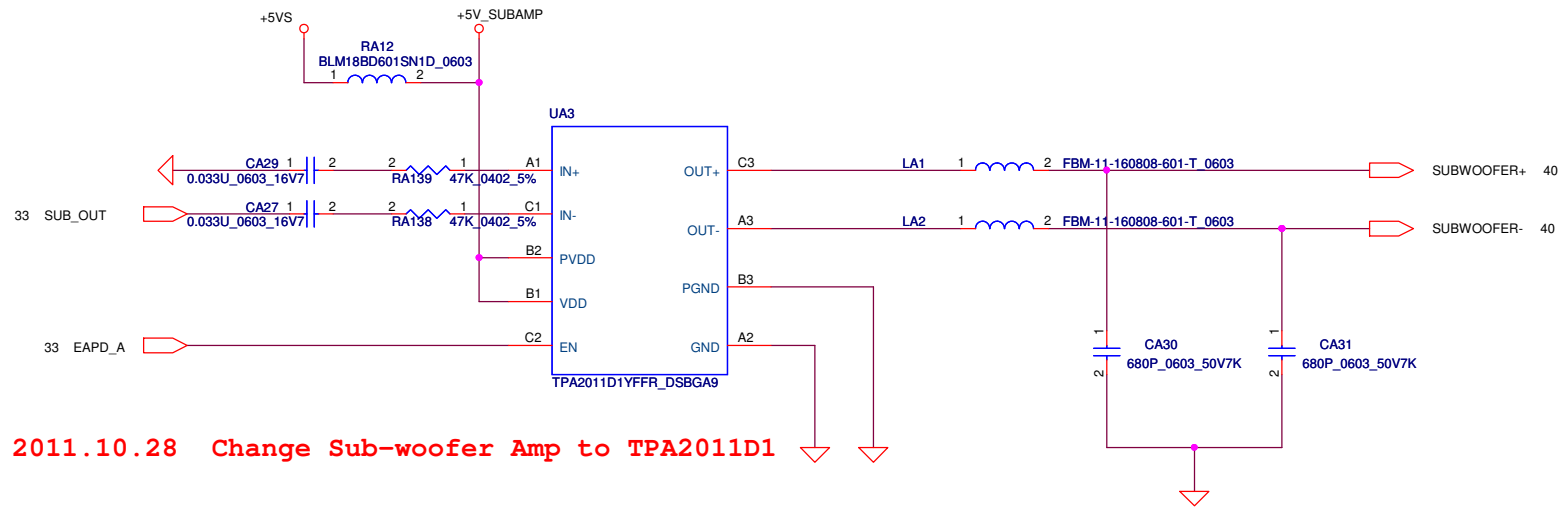 +5VS
+5V_SUBAMP
RA12
BLM18BD601SN1D_0603
1 2
UA3
CA29 1 2 2 1 A1 IN+ OUT+ C3 LA1 1 2 FBM-11-160808-601-T_0603 SUBWOOFER+ 40
0.033U_0603_16V7 RA139 47K_0402_5%
33 SUB_OUT CA27 1 2 2 1 C1 IN- OUT- A3 LA2 1 2 FBM-11-160808-601-T_0603 SUBWOOFER- 40
0.033U_0603_16V7 RA138 47K_0402_5%
B2 PVDD
PGND B3
B1 VDD
33 EAPD_A C2 EN GND A2
1 CA30 1 CA31
2 680P_0603_50V7K 2 680P_0603_50V7K
TPA2011D1YFFR_DSBGA9
2011.10.28 Change Sub-woofer Amp to TPA2011D1